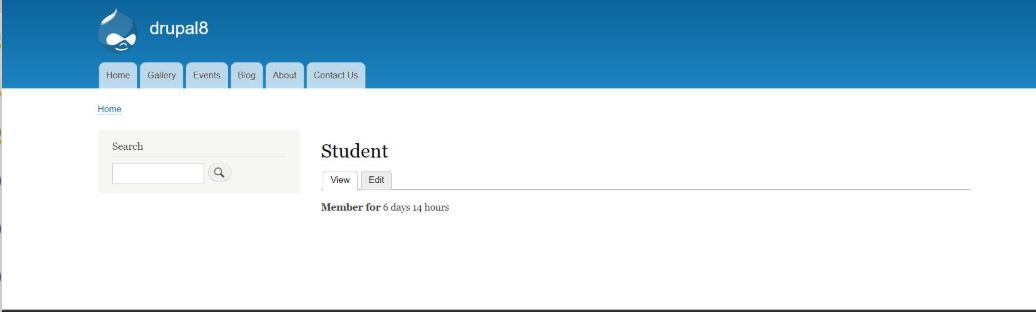 drupal8
Home Gallery Events Blog About Contact Us
Home
Search
Student
View Edit
Member for 6 days 14 hours